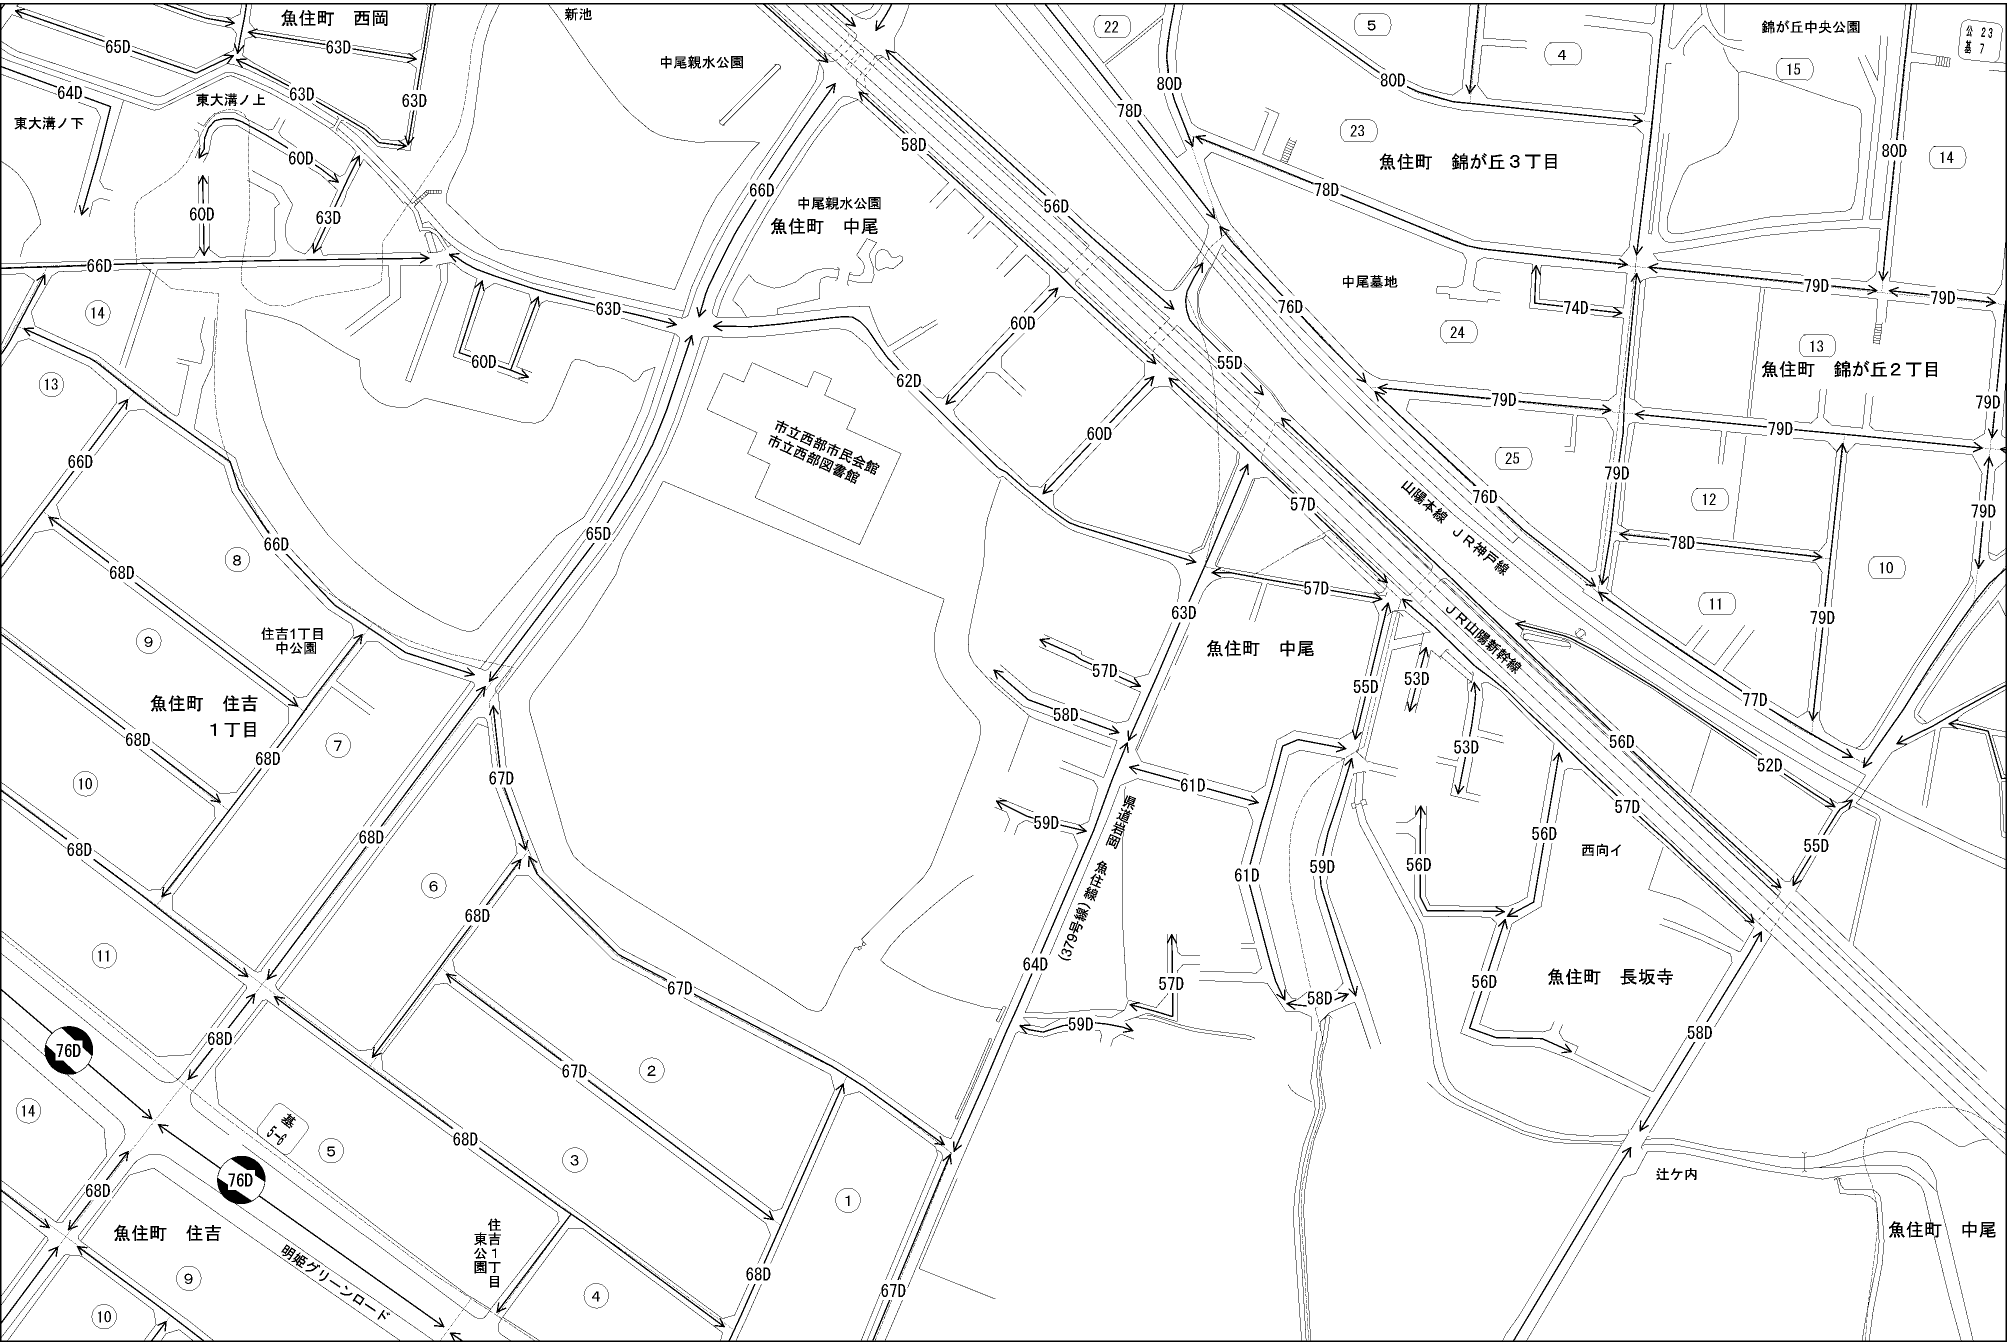 魚住町　西岡
新池
22
5
4
錦が丘中央公園
公 23
基 7
65D
63D
中尾親水公園
15
64D
63D
63D
80D
80D
78D
東大溝ノ上
東大溝ノ下
58D
23
魚住町　錦が丘３丁目
80D
14
60D
66D
78D
60D
63D
中尾親水公園
魚住町　中尾
56D
66D
中尾墓地
79D
79D
14
63D
76D
74D
60D
24
13
60D
55D
魚住町　錦が丘２丁目
13
62D
79D
79D
市立西部市民会館
市立西部図書館
60D
79D
66D
25
79D
76D
山陽本線　ＪＲ神戸線
12
57D
79D
65D
66D
78D
8
68D
10
57D
11
63D
79D
ＪＲ山陽新幹線
住吉1丁目
中公園
9
魚住町　中尾
57D
53D
55D
77D
魚住町　住吉
１丁目
58D
68D
7
68D
53D
56D
52D
67D
61D
10
57D
59D
県道岩岡　魚住線
(379号線)
68D
68D
56D
55D
西向イ
56D
59D
61D
6
68D
11
64D
魚住町　長坂寺
67D
57D
56D
58D
59D
58D
68D
76D
2
67D
14
基
5-6
5
68D
3
76D
辻ケ内
68D
1
魚住町　住吉
住吉1丁目
東公園
魚住町　中尾
9
明姫グリーンロード
68D
67D
4
10